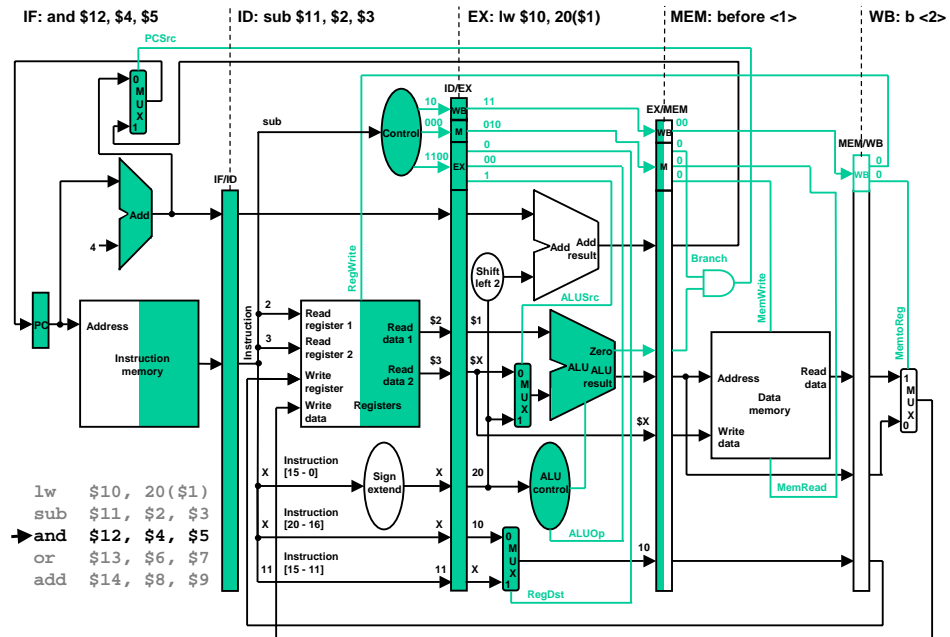 IF: and $12, $4, $5
ID: sub $11, $2, $3
EX: lw $10, 20($1)
MEM: before <1>
WB: b <2>
PCSrc
0
M
U
X
1
ID/EX
EX/MEM
MEM/WB
IF/ID
sub
Control
10
000
1100
WB
M
EX
11
010
0
00
1
WB
M
00
0
0
WB
0
0
Add
4
Add
Add
result
Shift
left 2
Branch
RegWrite
ALUSrc
MemWrite
MemtoReg
PC
Address
Instruction
memory
Instruction
2
3
Read
register 1
Read
register 2
Write
register
Write
data
Registers
Read
data 1
Read
data 2
$2
$3
$1
$X
0
M
U
X
1
Zero
ALU
ALU
result
$X
Address
Write
data
Data
memory
Read
data
1
M
U
X
0
MemRead
X
Instruction
[15 - 0]
Sign
extend
X
20
ALU
control
ALUOp
X
Instruction
[20 - 16]
X
10
11
Instruction
[15 - 11]
11
X
0
M
U
X
1
RegDst
10
lw $10, 20($1)
sub $11, $2, $3
and $12, $4, $5
or $13, $6, $7
add $14, $8, $9